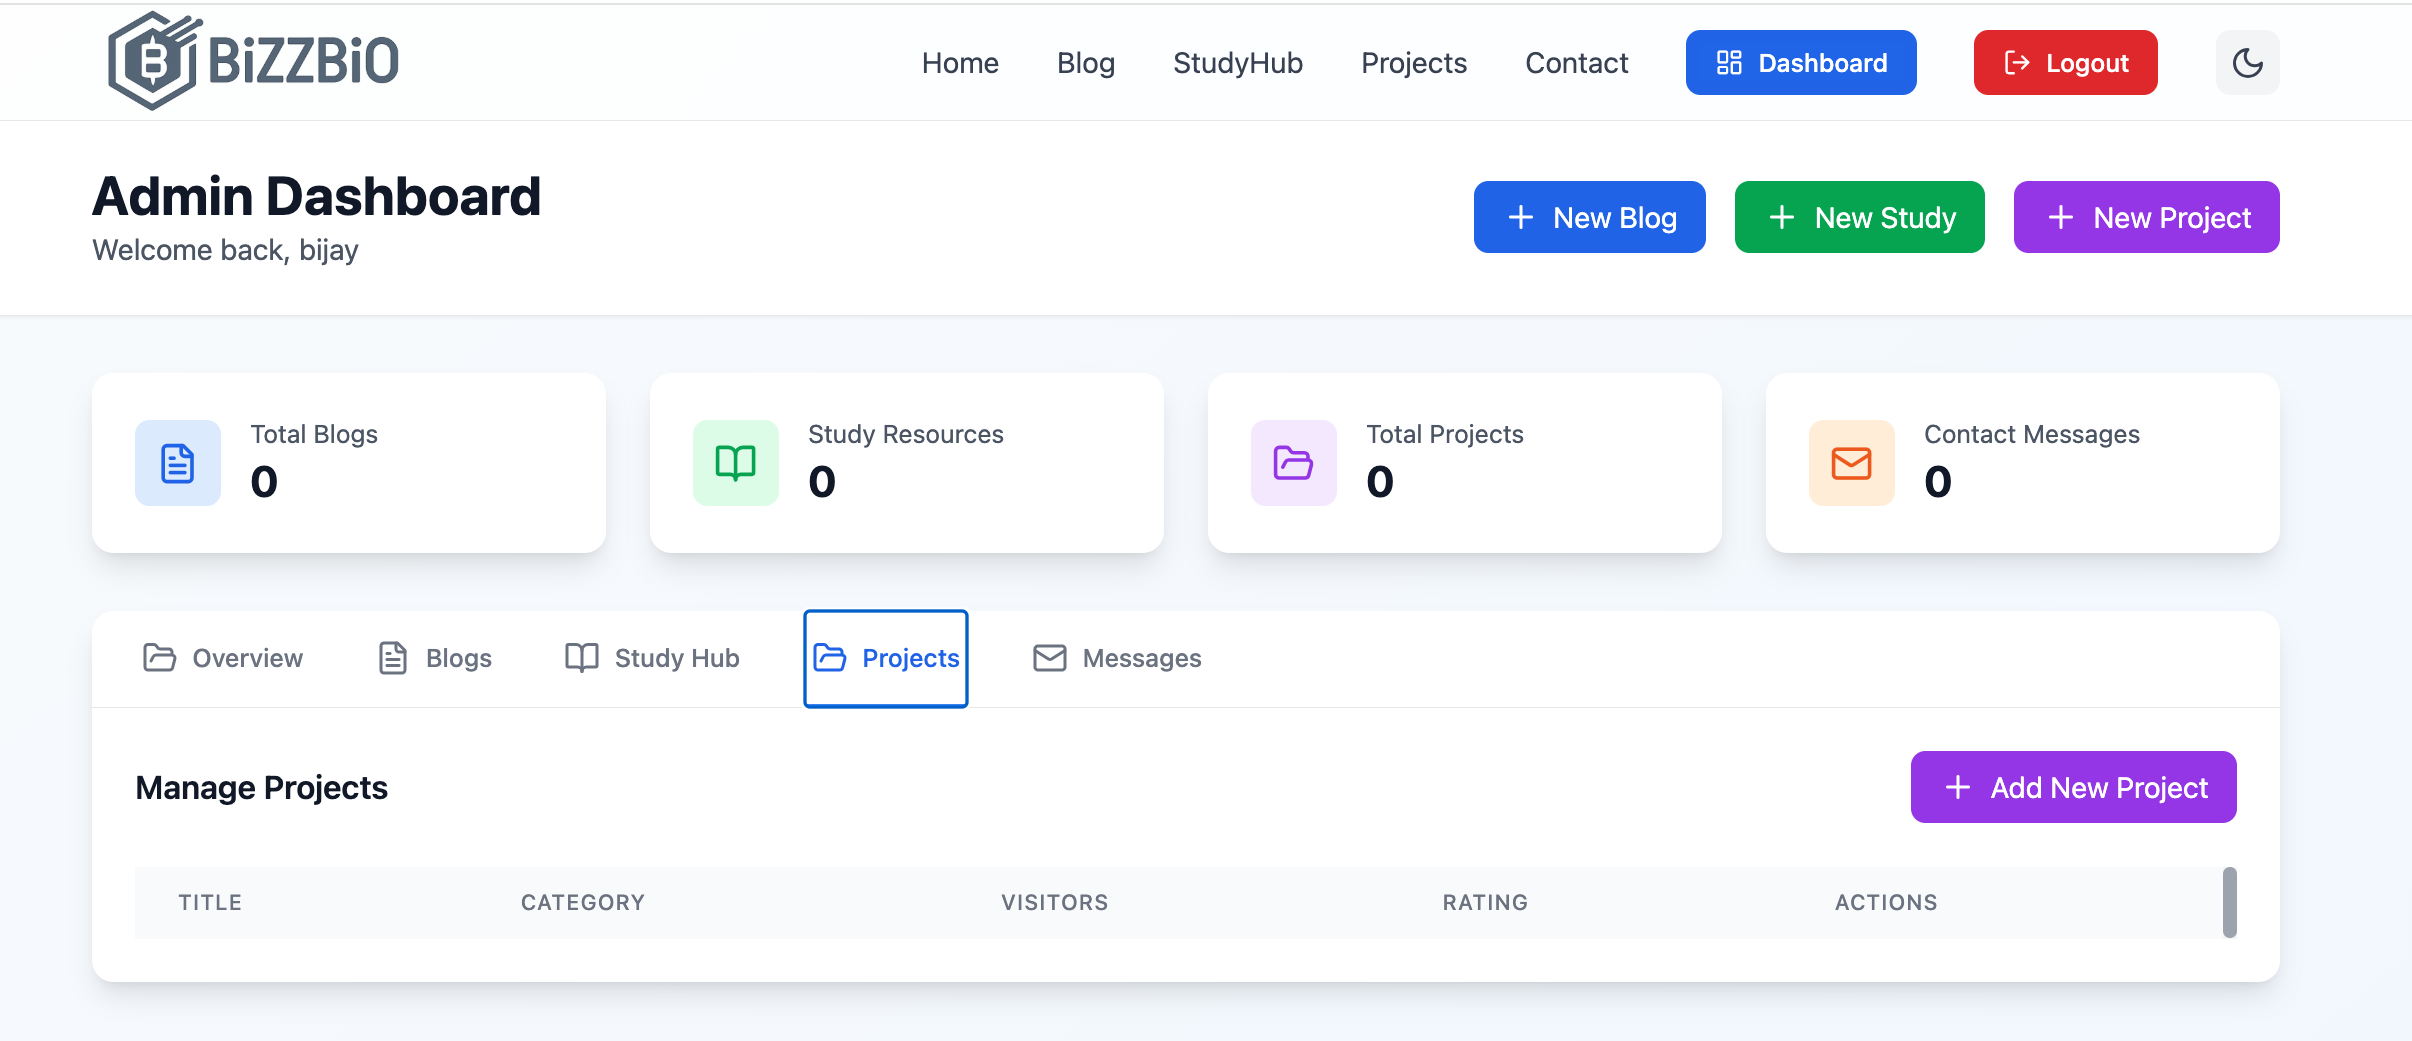 BiZZBiO
Home Blog StudyHub Projects Contact Dashboard Logout
Admin Dashboard
Welcome back, bijay
New Blog New Study New Project
Total Blogs
0
Study Resources
0
Total Projects
0
Contact Messages
0
Overview Blogs Study Hub Projects Messages
Manage Projects
Add New Project
TITLE CATEGORY VISITORS RATING ACTIONS